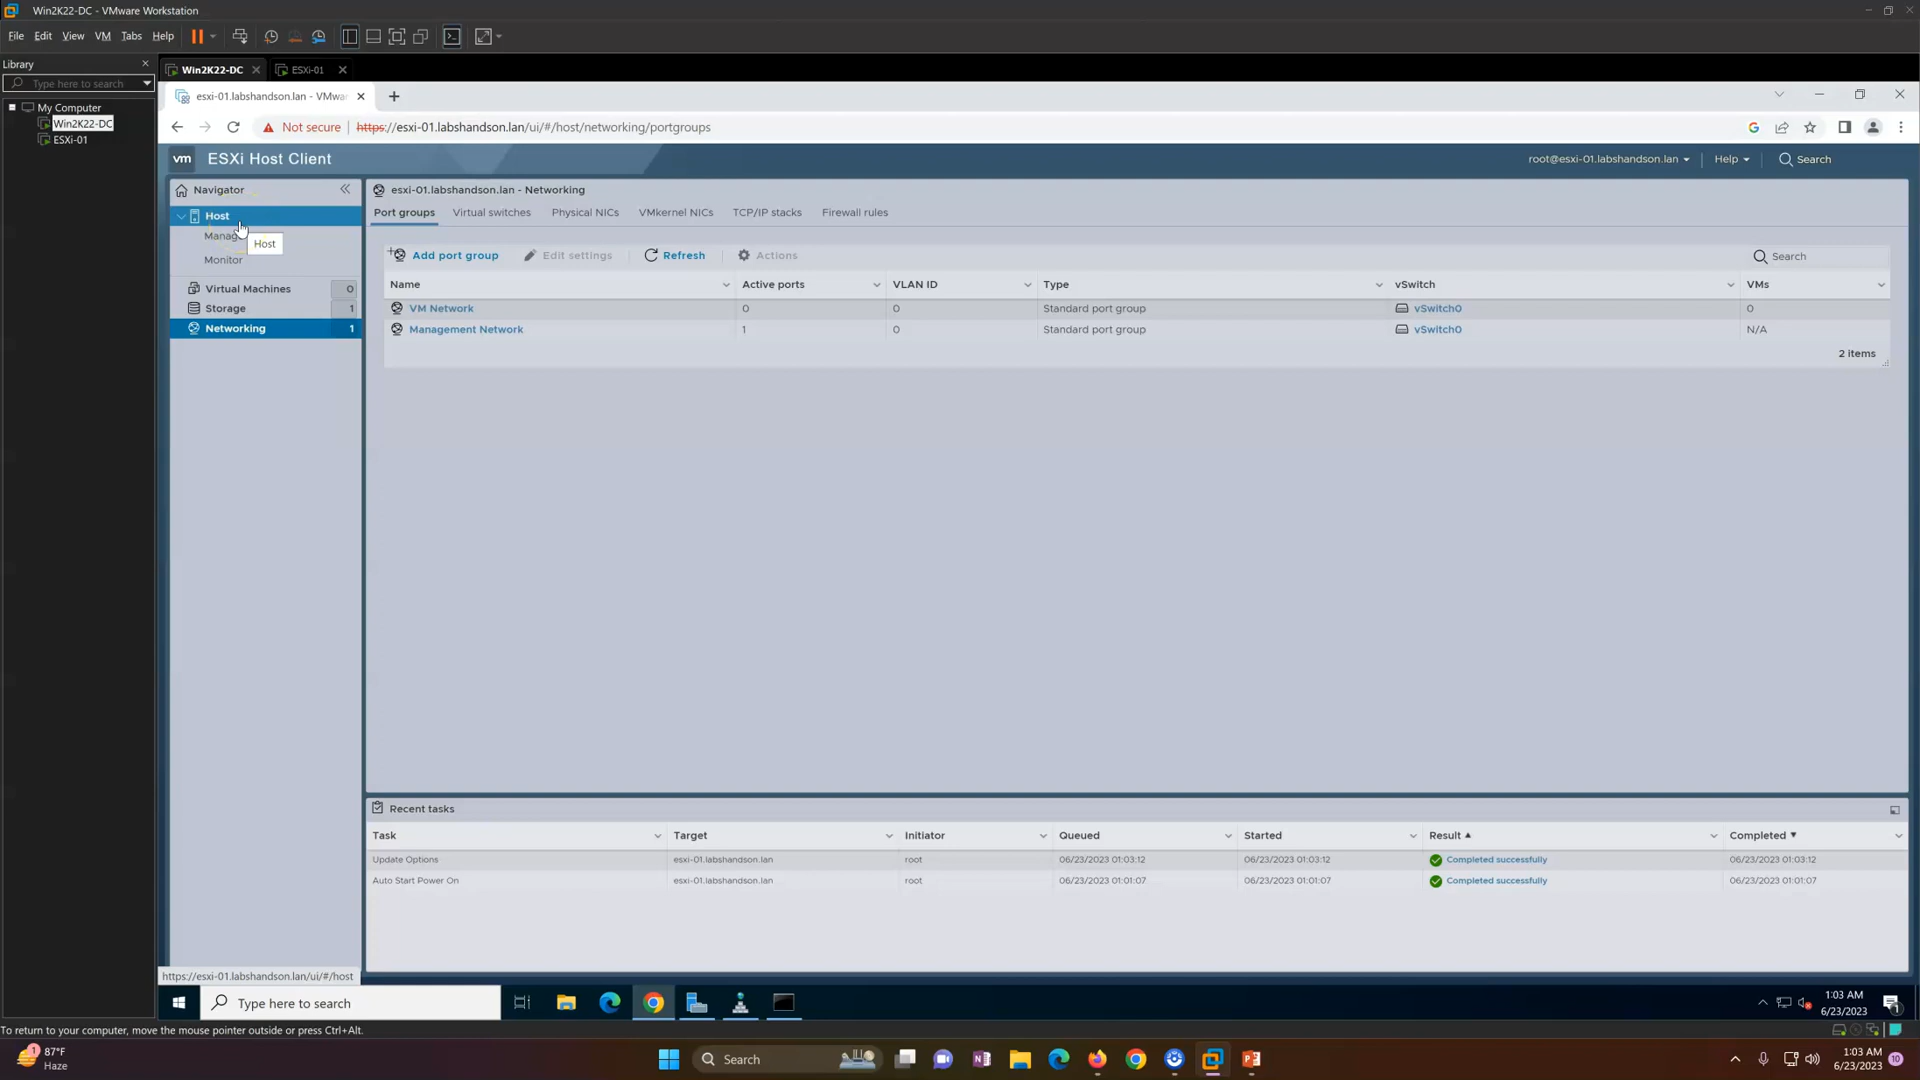 Win2K22-DC - VMware Workstation
File Edit View VM Tabs Help
Library
Type here to search
My Computer
Win2K22-DC
ESXi-01
Win2K22-DC
ESXi-01
esxi-01.labshandson.lan - VMwar
Not secure https://esxi-01.labshandson.lan/ui/#/host/networking/portgroups
vm ESXi Host Client
root@esxi-01.labshandson.lan Help Search
Navigator
Host
Manag
Host
Monitor
Virtual Machines 0
Storage 1
Networking 1
esxi-01.labshandson.lan - Networking
Port groups Virtual switches Physical NICs VMkernel NICs TCP/IP stacks Firewall rules
Add port group Edit settings Refresh Actions Search
Name Active ports VLAN ID Type vSwitch VMs
VM Network 0 0 Standard port group vSwitch0 0
Management Network 1 0 Standard port group vSwitch0 N/A
2 items
Recent tasks
Task Target Initiator Queued Started Result Completed
Update Options esxi-01.labshandson.lan root 06/23/2023 01:03:12 06/23/2023 01:03:12 Completed successfully 06/23/2023 01:03:12
Auto Start Power On esxi-01.labshandson.lan root 06/23/2023 01:01:07 06/23/2023 01:01:07 Completed successfully 06/23/2023 01:01:07
https://esxi-01.labshandson.lan/ui/#/host
Type here to search
1:03 AM
6/23/2023
1
To return to your computer, move the mouse pointer outside or press Ctrl+Alt.
1
87°F
Haze
Search
1:03 AM
6/23/2023
10